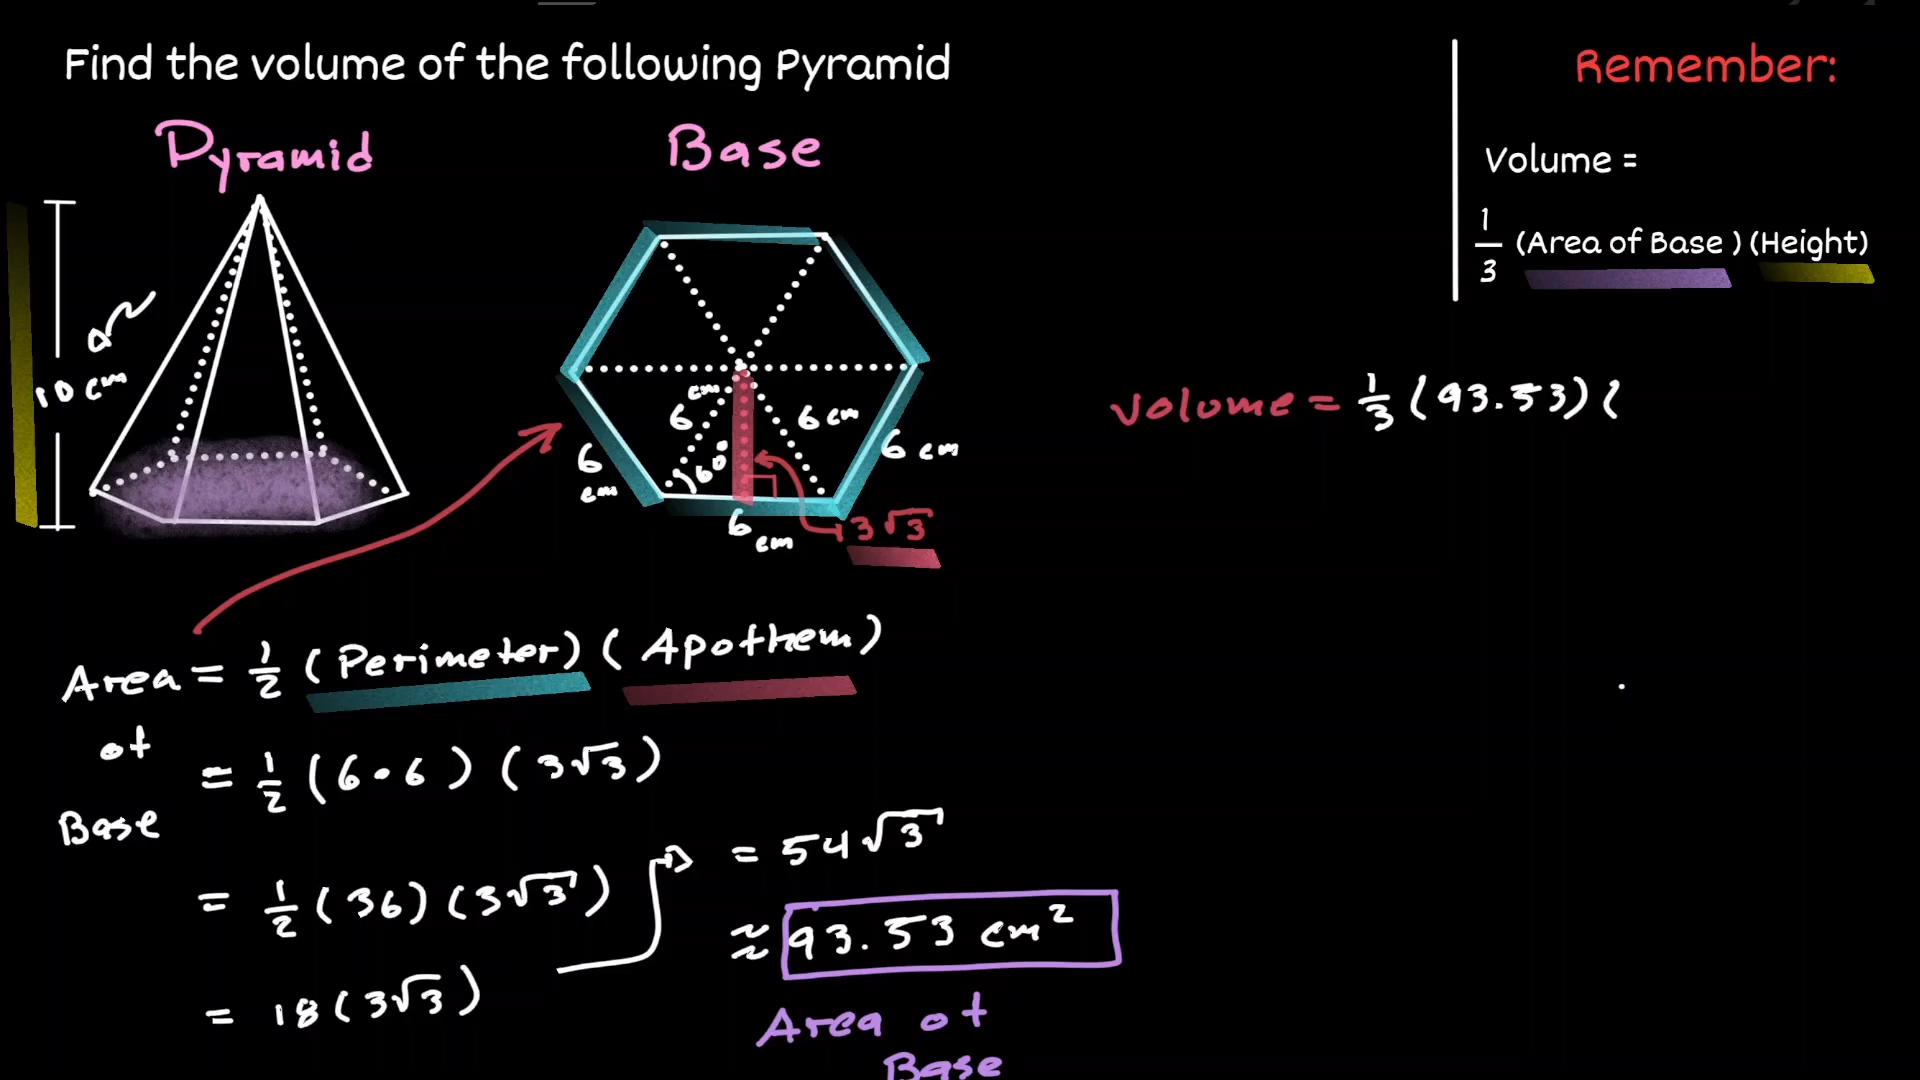 Find the volume of the following Pyramid
Pyramid
Base
10 cm
6 cm
6 cm
6 cm
6 cm
60°
6 cm
3√3
Area of Base = 1/2 (Perimeter) (Apothem)
= 1/2 (6 • 6) (3√3)
= 1/2 (36) (3√3)
= 18 (3√3)
= 54√3
≈ 93.53 cm²
Area of
Base
Remember:
Volume =
1/3 (Area of Base ) (Height)
Volume = 1/3 (93.53) (